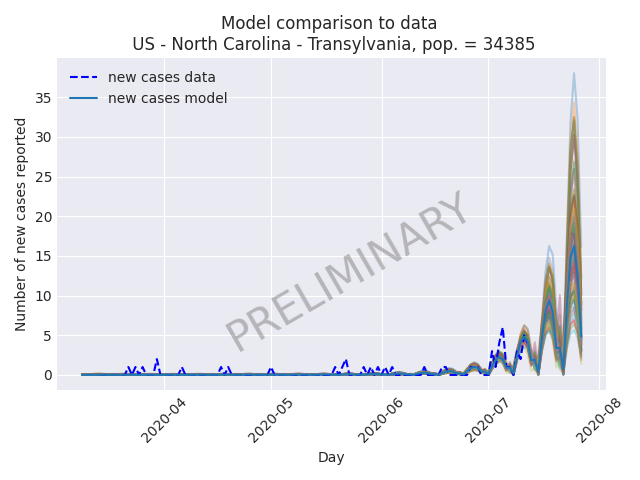 Model comparison to data
US - North Carolina - Transylvania, pop. = 34385
new cases data
new cases model
Number of new cases reported
35
30
25
20
15
10
5
0
PRELIMINARY
2020-04
2020-05
2020-06
2020-07
2020-08
Day